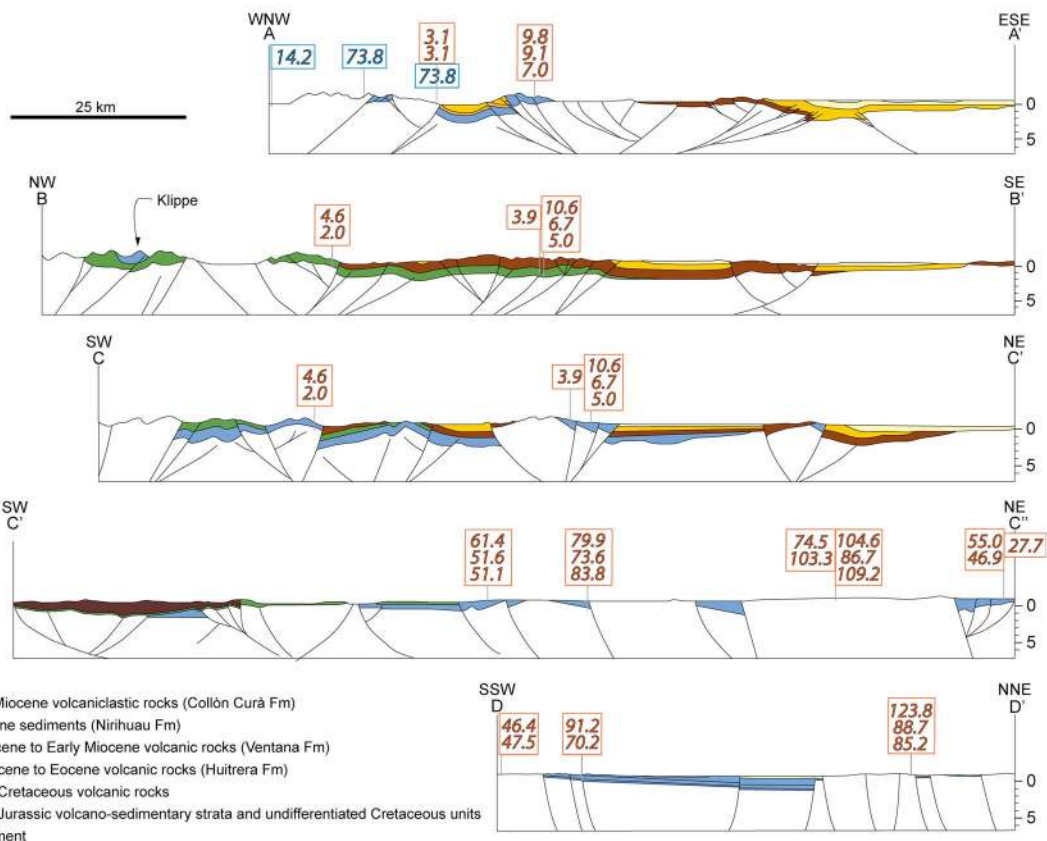 WNW
A
ESE
A'
14.2
73.8
3.1
3.1
73.8
9.8
9.1
7.0
25 km
0
5
NW
B
Klippe
SE
B'
4.6
2.0
3.9
10.6
6.7
5.0
0
5
SW
C
NE
C'
4.6
2.0
3.9
10.6
6.7
5.0
0
5
SW
C'
NE
C''
61.4
51.6
51.1
79.9
73.6
83.8
74.5
103.3
104.6
86.7
109.2
55.0
46.9
27.7
0
5
Miocene volcaniclastic rocks (Collòn Curà Fm)
ne sediments (Nirihuau Fm)
cene to Early Miocene volcanic rocks (Ventana Fm)
cene to Eocene volcanic rocks (Huitrera Fm)
Cretaceous volcanic rocks
Jurassic volcano-sedimentary strata and undifferentiated Cretaceous units
ment
SSW
D
NNE
D'
46.4
47.5
91.2
70.2
123.8
88.7
85.2
0
5